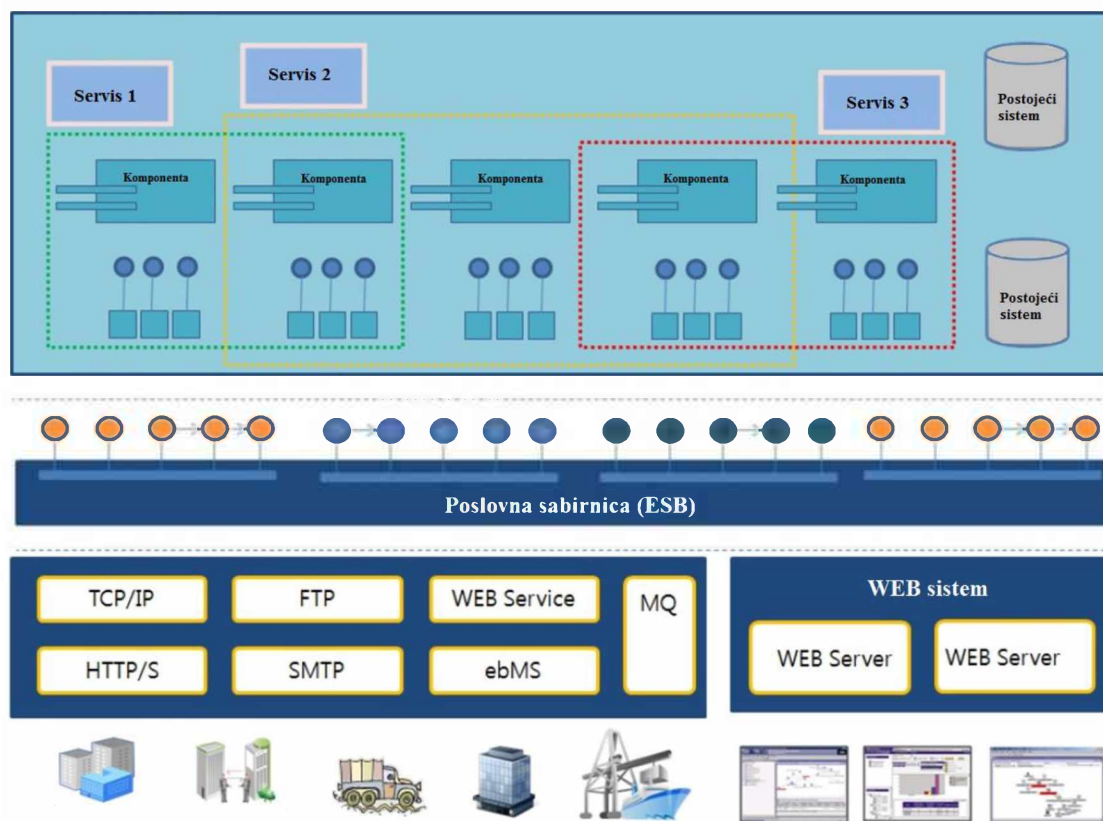 Servis 1
Servis 2
Servis 3
Postojeći
sistem
Komponenta
Komponenta
Komponenta
Komponenta
Komponenta
Postojeći
sistem
Poslovna sabirnica (ESB)
TCP/IP
FTP
WEB Service
MQ
HTTP/S
SMTP
ebMS
WEB sistem
WEB Server
WEB Server